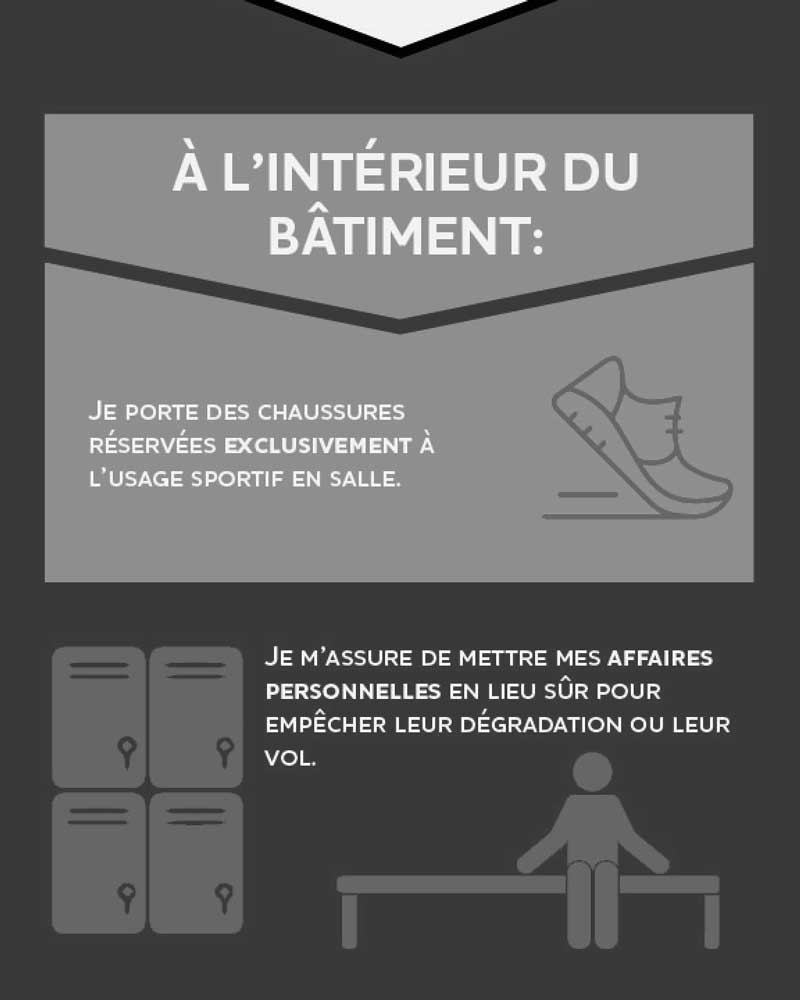 À L’INTÉRIEUR DU
BÂTIMENT:
JE PORTE DES CHAUSSURES
RÉSERVÉES EXCLUSIVEMENT À
L’USAGE SPORTIF EN SALLE.
JE M’ASSURE DE METTRE MES AFFAIRES
PERSONNELLES EN LIEU SÛR POUR
EMPÊCHER LEUR DÉGRADATION OU LEUR
VOL.